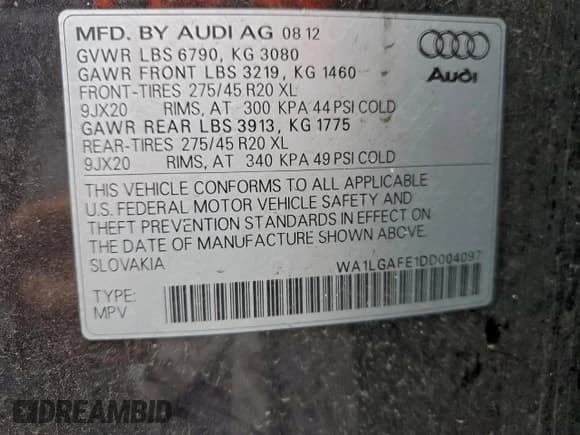 MFD. BY AUDI AG 08 12
GVWR LBS 6790, KG 3080
GAWR FRONT LBS 3219, KG 1460
FRONT-TIRES 275/45 R20 XL
9JX20 RIMS, AT 300 KPA 44 PSI COLD
GAWR REAR LBS 3913, KG 1775
REAR-TIRES 275/45 R20 XL
9JX20 RIMS, AT 340 KPA 49 PSI COLD
Audi
THIS VEHICLE CONFORMS TO ALL APPLICABLE
U.S. FEDERAL MOTOR VEHICLE SAFETY AND
THEFT PREVENTION STANDARDS IN EFFECT ON
THE DATE OF MANUFACTURE SHOWN ABOVE.
SLOVAKIA WA1LGAFE1DD004097
TYPE:
MPV
DREAMBID